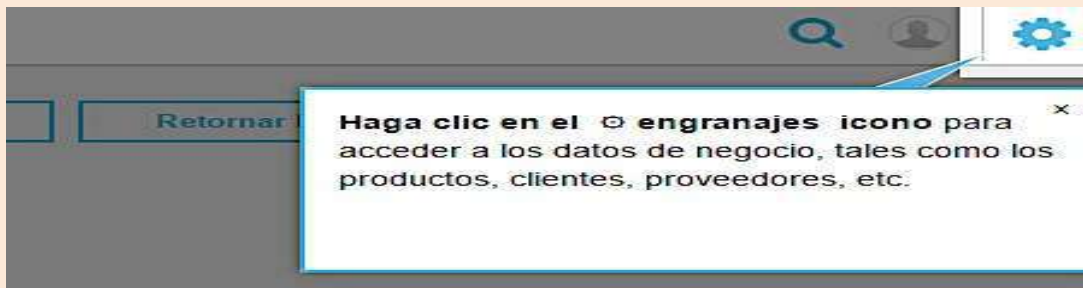 Retornar
Haga clic en el ⚙ engranajes icono para
acceder a los datos de negocio, tales como los
productos, clientes, proveedores, etc.